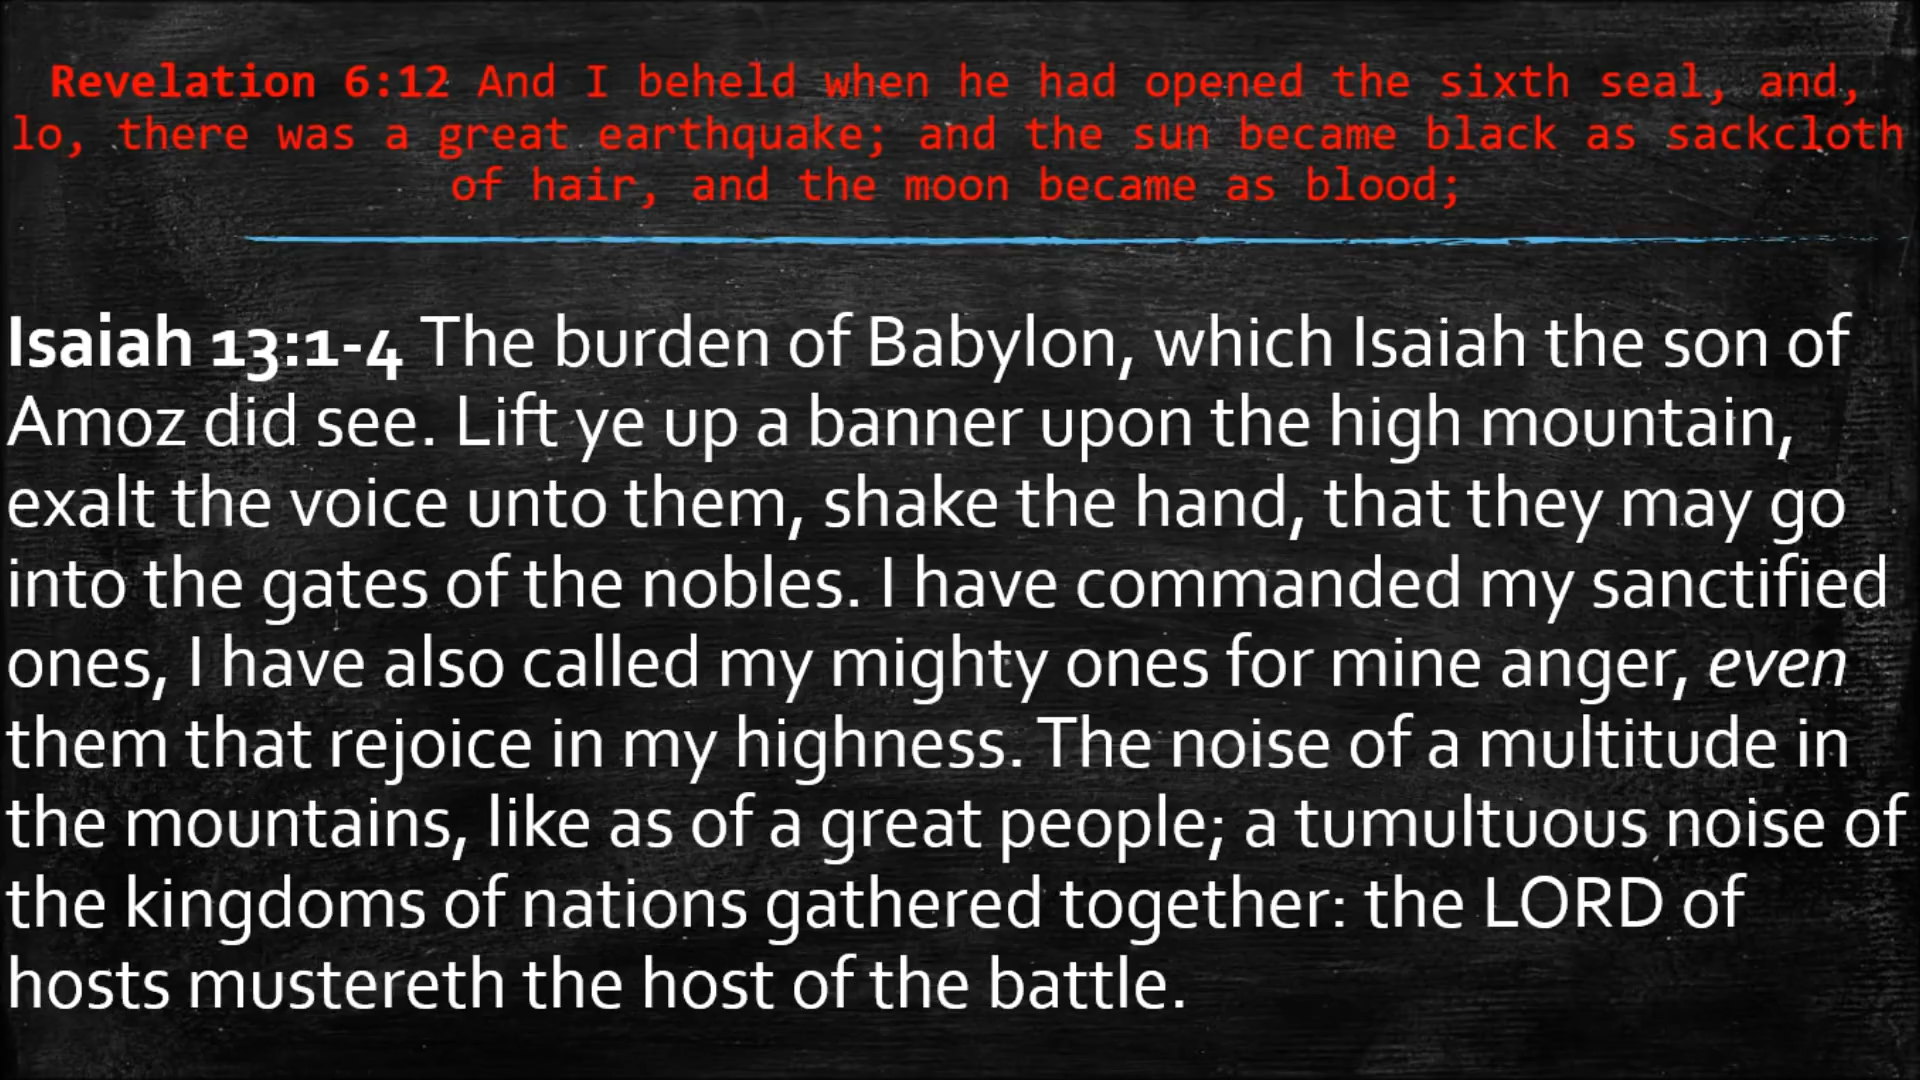 Revelation 6:12 And I beheld when he had opened the sixth seal, and,
lo, there was a great earthquake; and the sun became black as sackcloth
of hair, and the moon became as blood;
Isaiah 13:1-4 The burden of Babylon, which Isaiah the son of
Amoz did see. Lift ye up a banner upon the high mountain,
exalt the voice unto them, shake the hand, that they may go
into the gates of the nobles. I have commanded my sanctified
ones, I have also called my mighty ones for mine anger, even
them that rejoice in my highness. The noise of a multitude in
the mountains, like as of a great people; a tumultuous noise of
the kingdoms of nations gathered together: the LORD of
hosts mustereth the host of the battle.